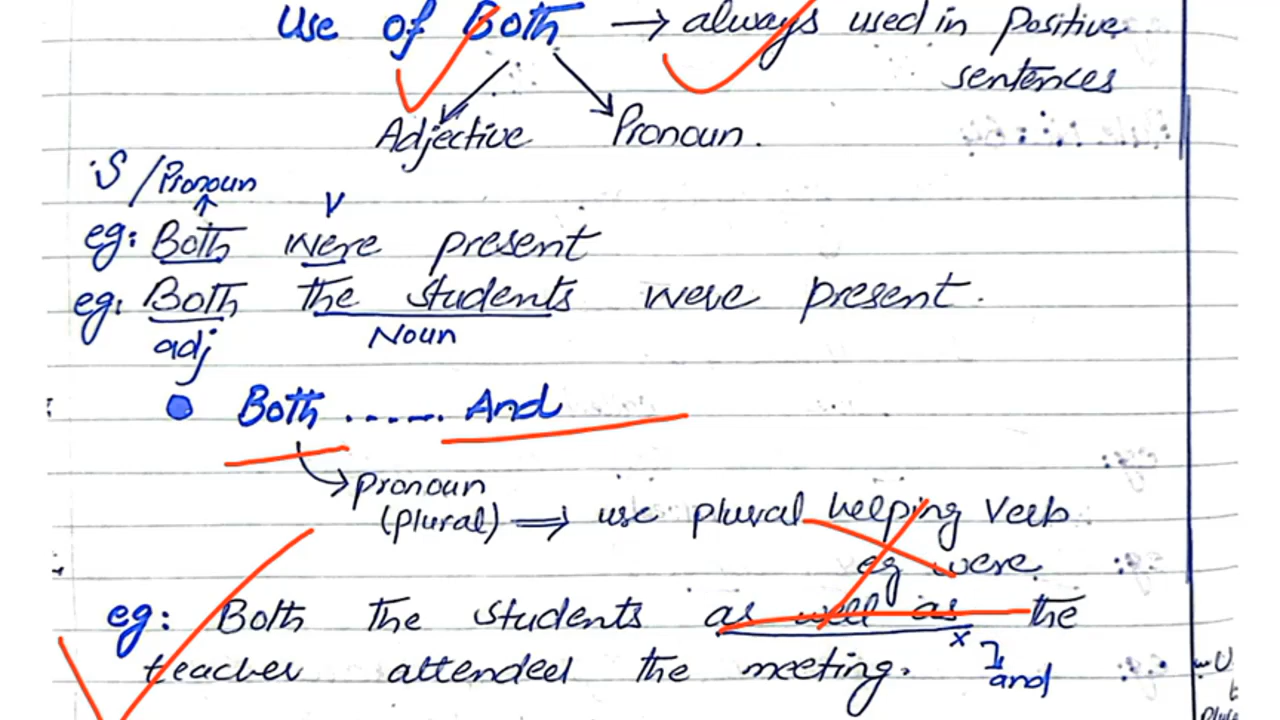 Use of Both → always used in Positive
sentences
Adjective Pronoun.
S / Pronoun
V
eg: Both were present
eg: Both the students were present.
adj Noun
Both ....... And
Pronoun
(plural) ⇒ use plural helping Verb
eg were
eg: Both the students as well as the
x and
teacher attended the meeting.